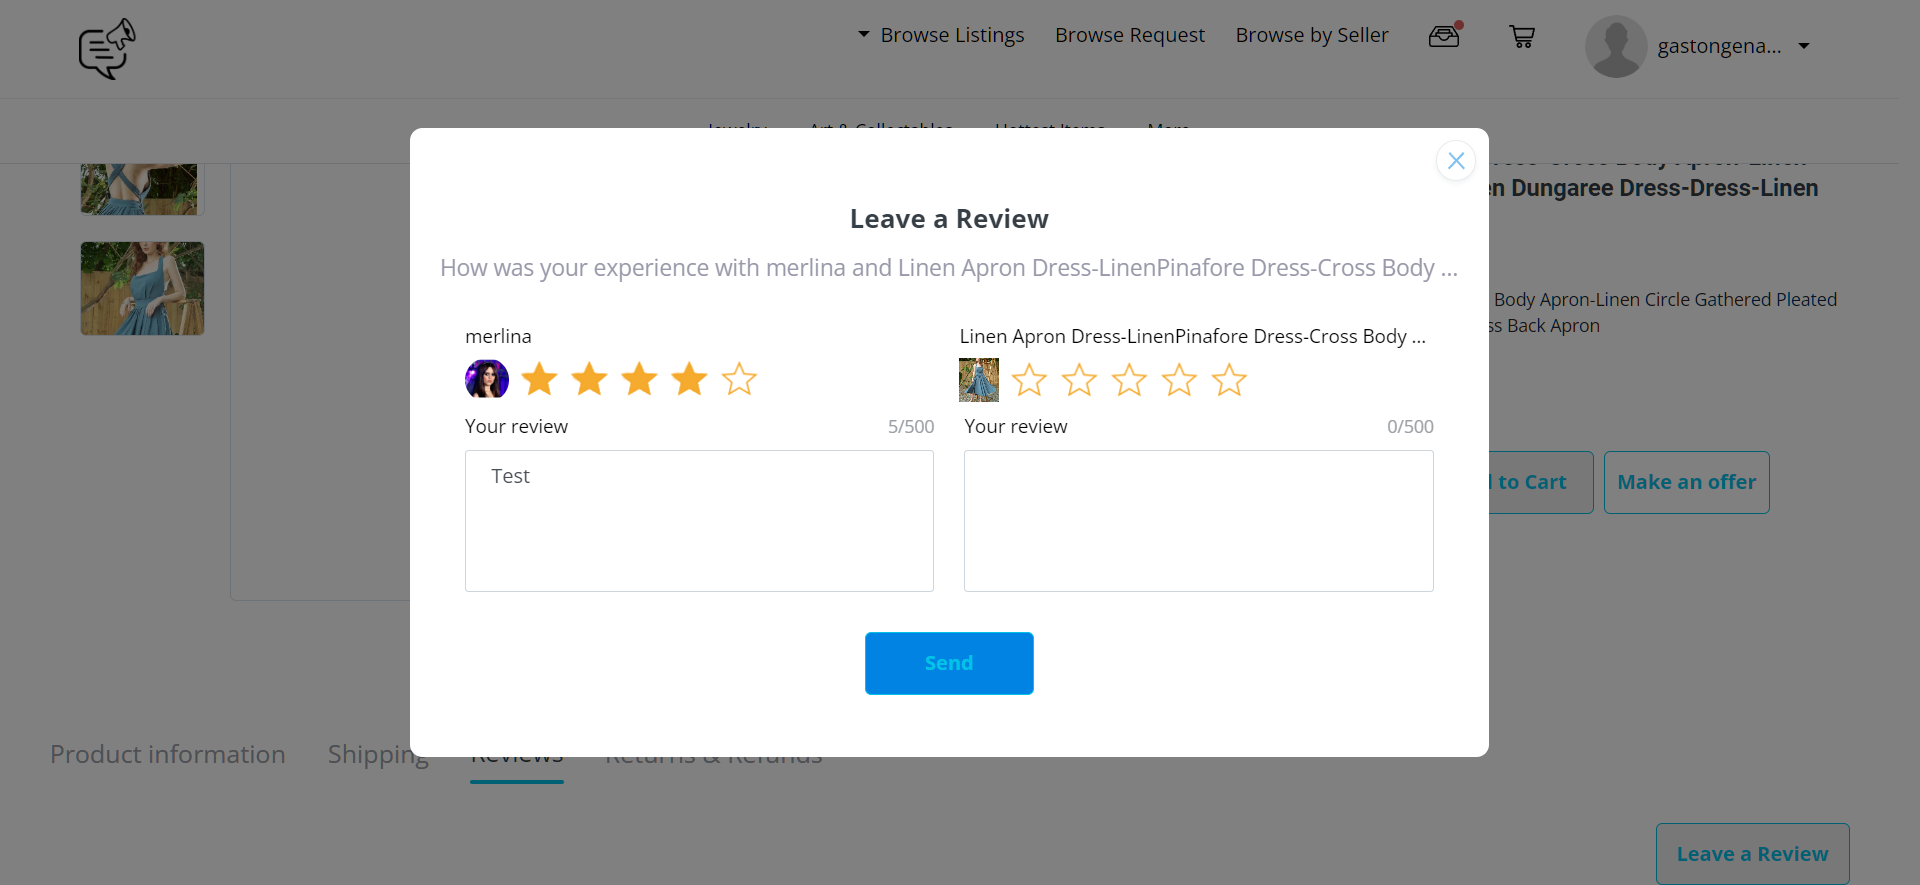 Browse Listings
Browse Request
Browse by Seller
gastongena...
Jewelry
Art & Collectables
Hottest Items
More
en Dungaree Dress-Dress-Linen
Leave a Review
How was your experience with merlina and Linen Apron Dress-LinenPinafore Dress-Cross Body ...
Body Apron-Linen Circle Gathered Pleated
ss Back Apron
merlina
Linen Apron Dress-LinenPinafore Dress-Cross Body ...
Your review
5/500
Your review
0/500
Test
to Cart
Make an offer
Send
Product information
Shipping
Reviews
Returns & Refunds
Leave a Review